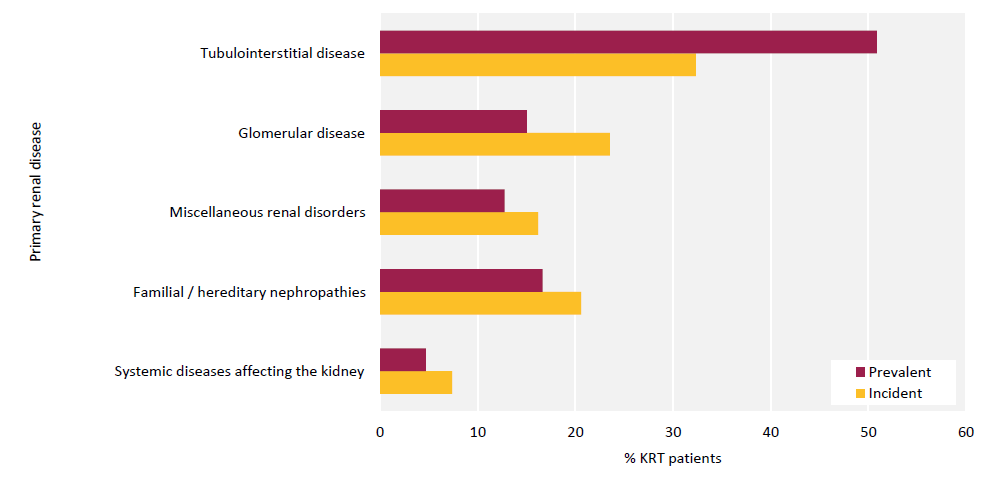 Primary renal disease
Tubulointerstitial disease
Glomerular disease
Miscellaneous renal disorders
Familial / hereditary nephropathies
Systemic diseases affecting the kidney
Prevalent
Incident
0 10 20 30 40 50 60
% KRT patients